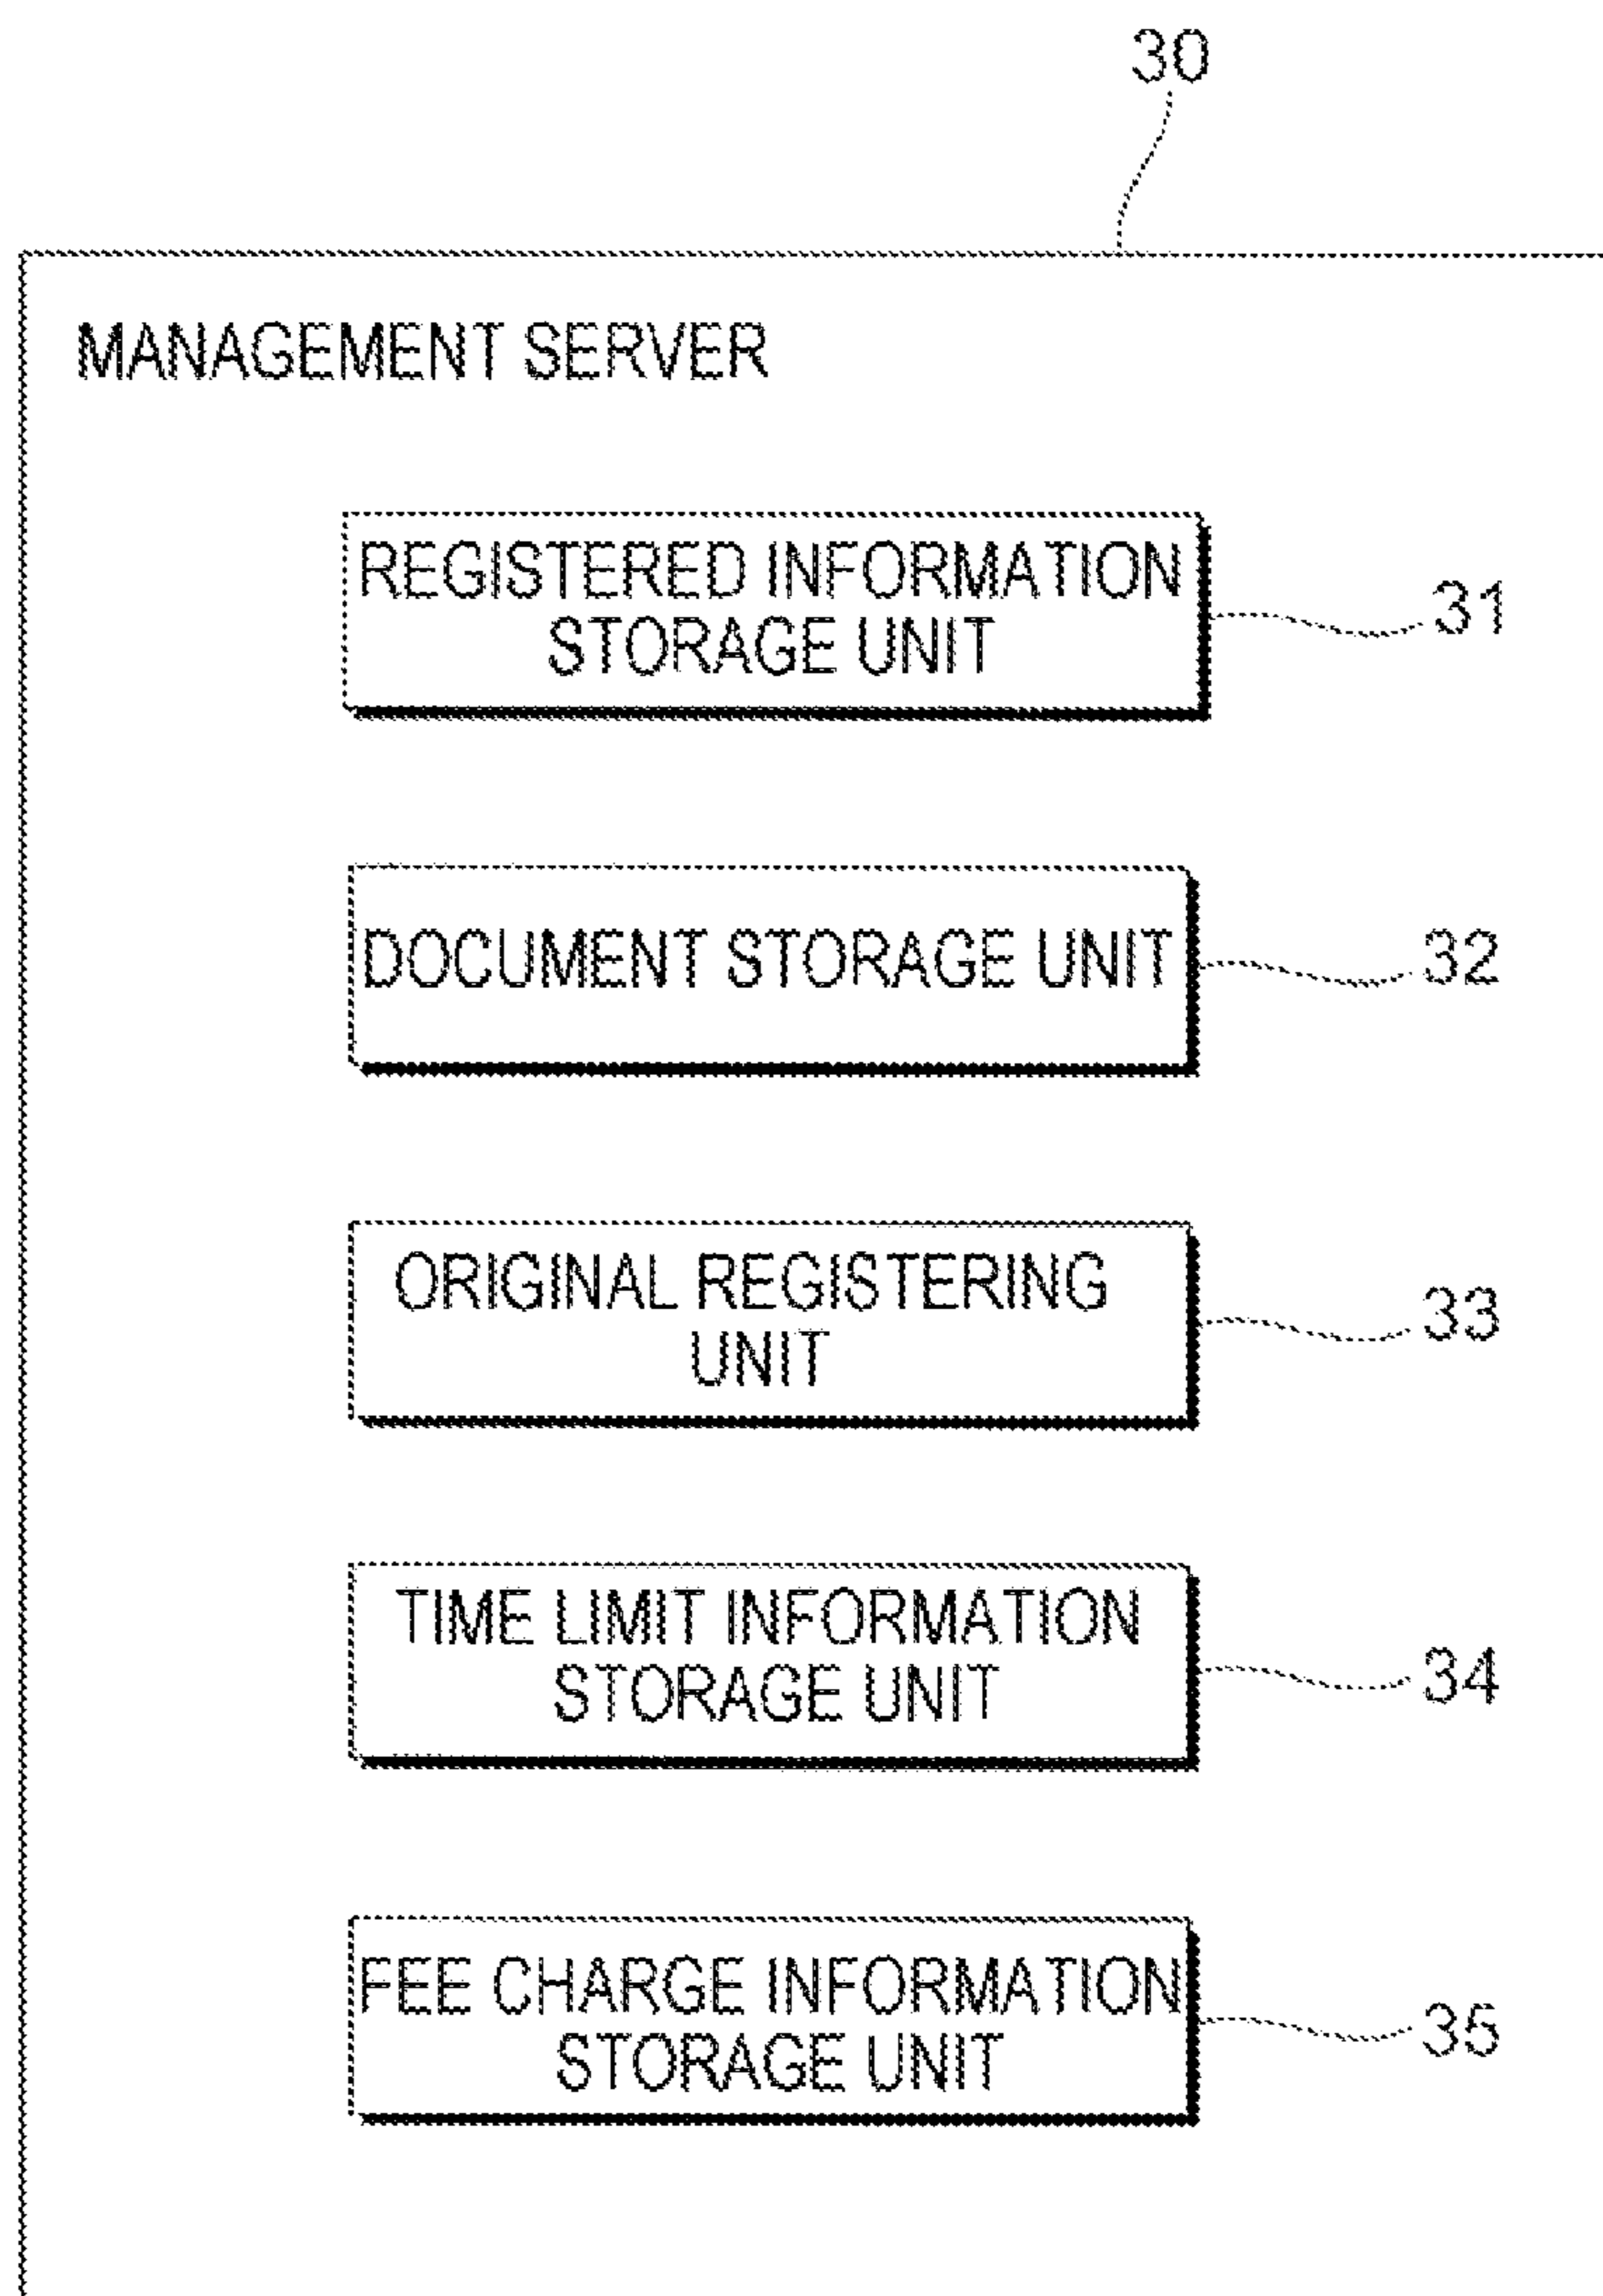 30
MANAGEMENT SERVER
REGISTERED INFORMATION
STORAGE UNIT
31
DOCUMENT STORAGE UNIT
32
ORIGINAL REGISTERING
UNIT
33
TIME LIMIT INFORMATION
STORAGE UNIT
34
FEE CHARGE INFORMATION
STORAGE UNIT
35